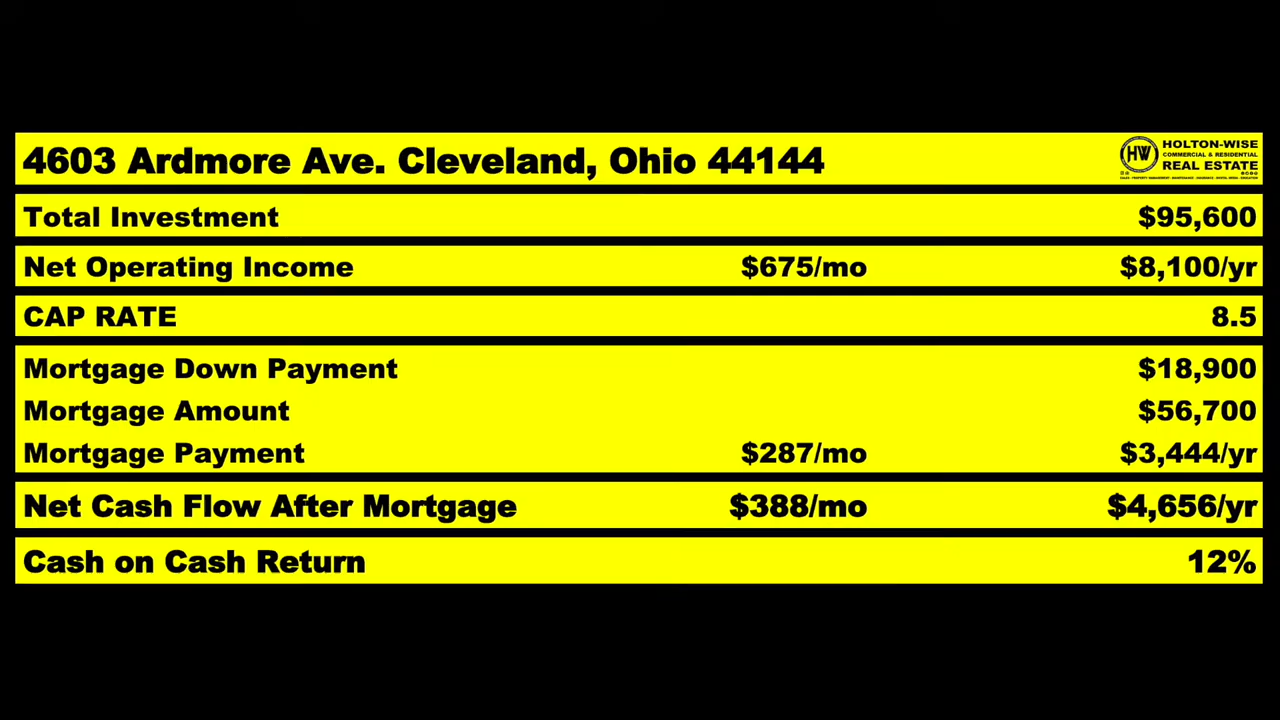 4603 Ardmore Ave. Cleveland, Ohio 44144
HW HOLTON-WISE
COMMERCIAL & RESIDENTIAL
REAL ESTATE
Total Investment $95,600
Net Operating Income $675/mo $8,100/yr
CAP RATE 8.5
Mortgage Down Payment $18,900
Mortgage Amount $56,700
Mortgage Payment $287/mo $3,444/yr
Net Cash Flow After Mortgage $388/mo $4,656/yr
Cash on Cash Return 12%